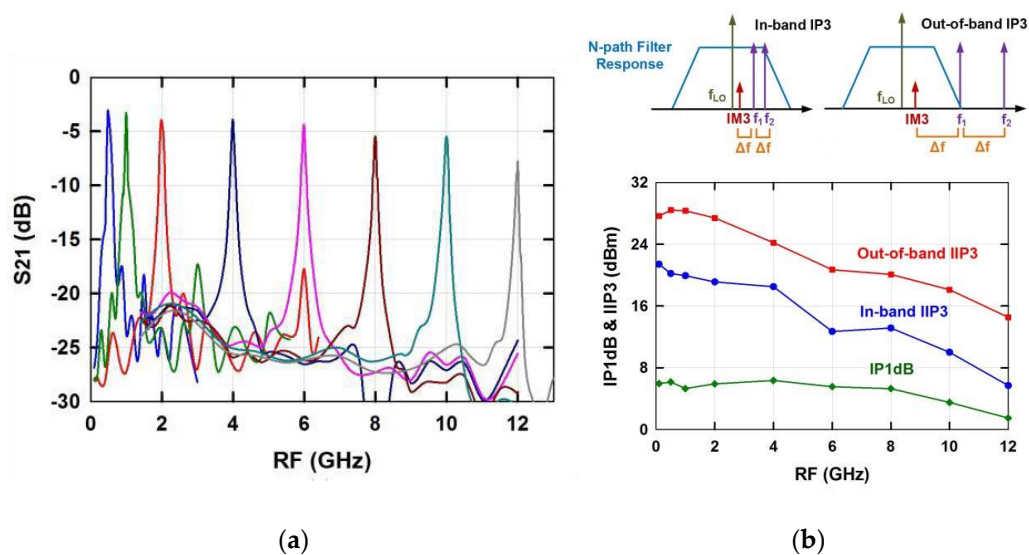 0
-5
-10
-15
-20
-25
-30
S21 (dB)
0 2 4 6 8 10 12
RF (GHz)
(a)
In-band IP3
Out-of-band IP3
N-path Filter
Response
fLO
IM3 f1 f2
Δf Δf
fLO
IM3 f1 f2
Δf Δf
32
24
16
8
0
IP1dB & IIP3 (dBm)
Out-of-band IIP3
In-band IIP3
IP1dB
0 2 4 6 8 10 12
RF (GHz)
(b)